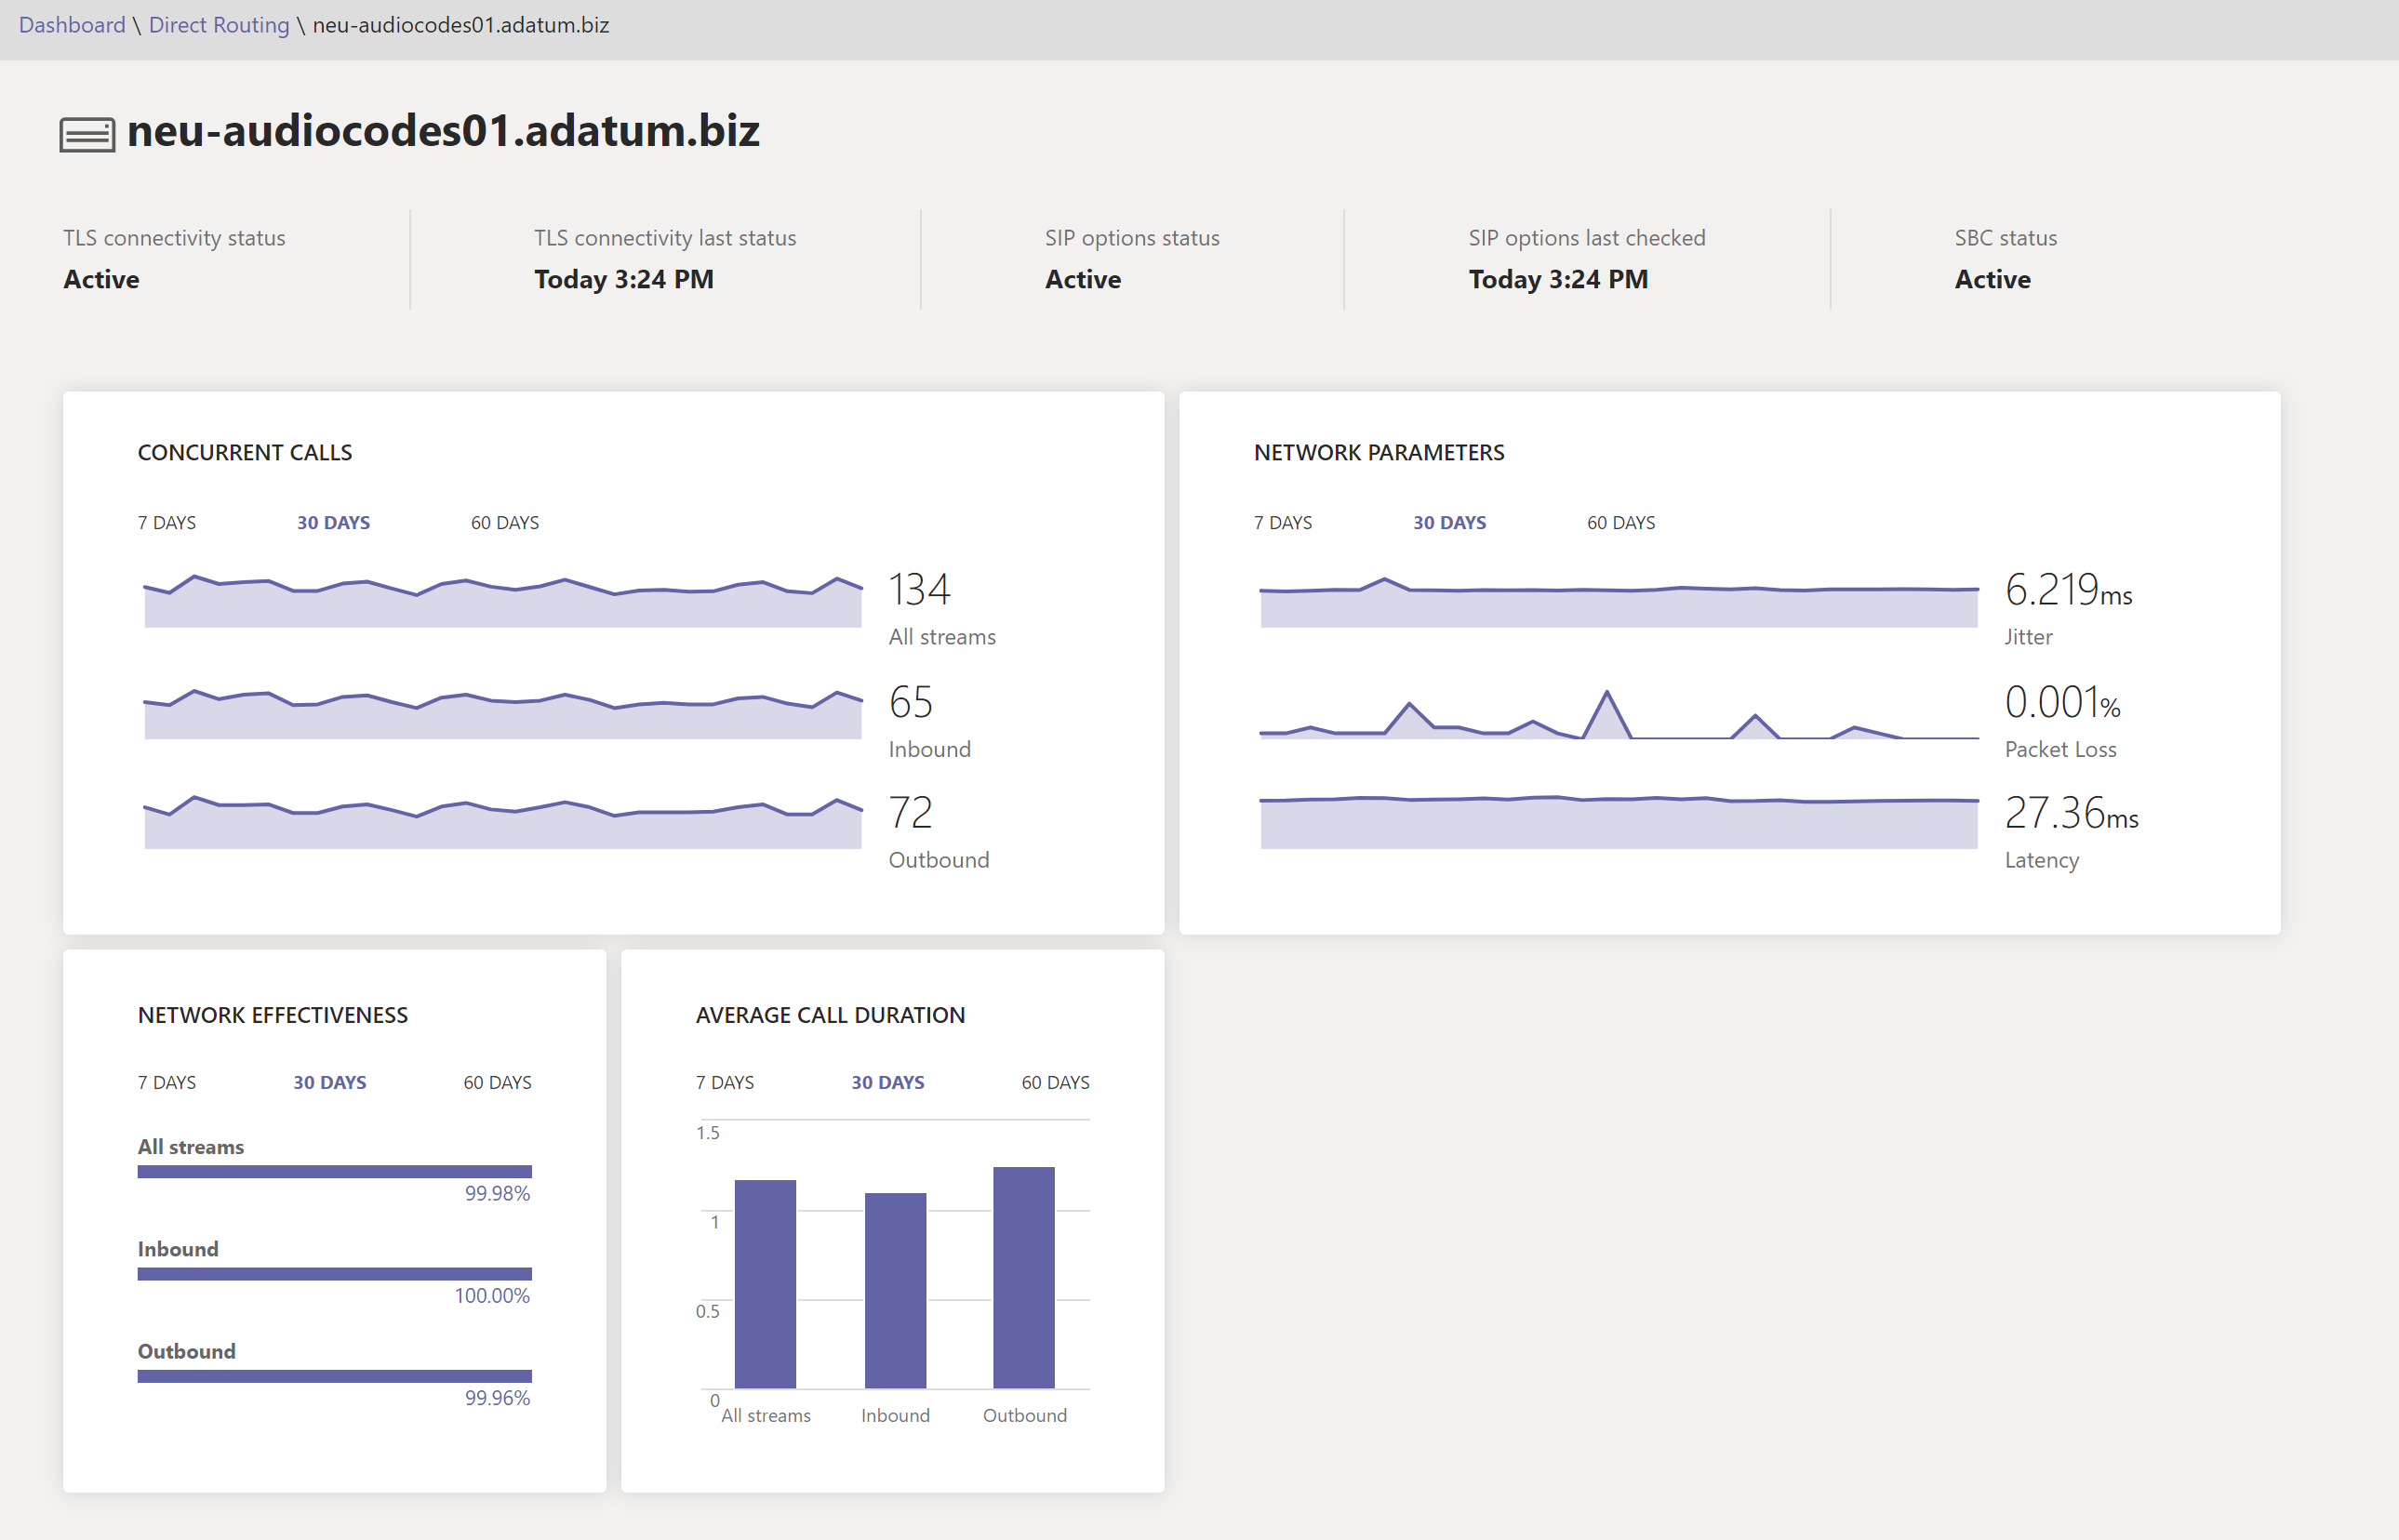 Dashboard \ Direct Routing \ neu-audiocodes01.adatum.biz
neu-audiocodes01.adatum.biz
TLS connectivity status
Active
TLS connectivity last status
Today 3:24 PM
SIP options status
Active
SIP options last checked
Today 3:24 PM
SBC status
Active
CONCURRENT CALLS
7 DAYS 30 DAYS 60 DAYS
134
All streams
65
Inbound
72
Outbound
NETWORK PARAMETERS
7 DAYS 30 DAYS 60 DAYS
6.219ms
Jitter
0.001%
Packet Loss
27.36ms
Latency
NETWORK EFFECTIVENESS
7 DAYS 30 DAYS 60 DAYS
All streams
99.98%
Inbound
100.00%
Outbound
99.96%
AVERAGE CALL DURATION
7 DAYS 30 DAYS 60 DAYS
1.5
1
0.5
0
All streams Inbound Outbound